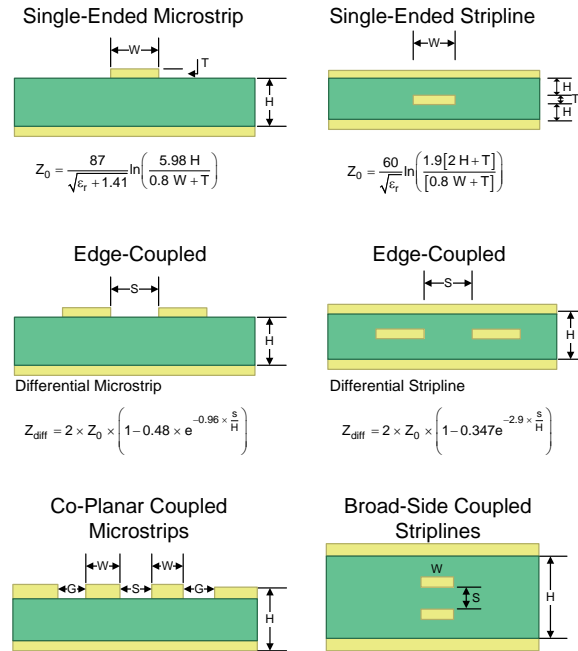 Single-Ended Microstrip
W
T
H
Z0 = 87 / √(εr + 1.41) ln(5.98 H / 0.8 W + T)
Single-Ended Stripline
W
H
T
H
Z0 = 60 / √εr ln(1.9[2 H + T] / [0.8 W + T])
Edge-Coupled
S
H
Differential Microstrip
Zdiff = 2 × Z0 × (1 − 0.48 × e^(−0.96 × s/H))
Edge-Coupled
S
H
Differential Stripline
Zdiff = 2 × Z0 × (1 − 0.347e^(−2.9 × s/H))
Co-Planar Coupled
Microstrips
W
W
G
S
G
H
Broad-Side Coupled
Striplines
W
S
H